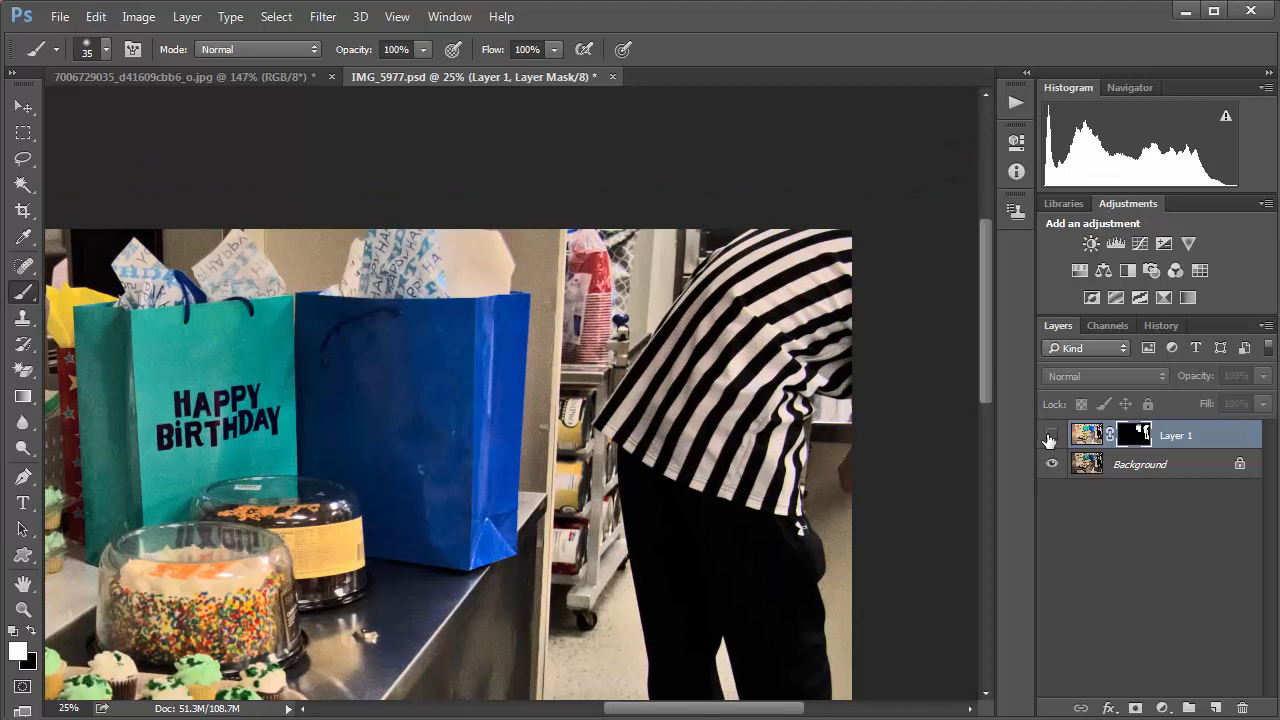 Ps File Edit Image Layer Type Select Filter 3D View Window Help
35 Mode: Normal Opacity: 100% Flow: 100%
7006729035_d41609cbb6_o.jpg @ 147% (RGB/8*) * × IMG_5977.psd @ 25% (Layer 1, Layer Mask/8) * ×
Histogram Navigator
Libraries Adjustments
Add an adjustment
Layers Channels History
Kind
Normal Opacity: 100%
Lock: Fill: 100%
Layer 1
Background
HAPPY
BiRTHDAY
25% Doc: 51.3M/108.7M